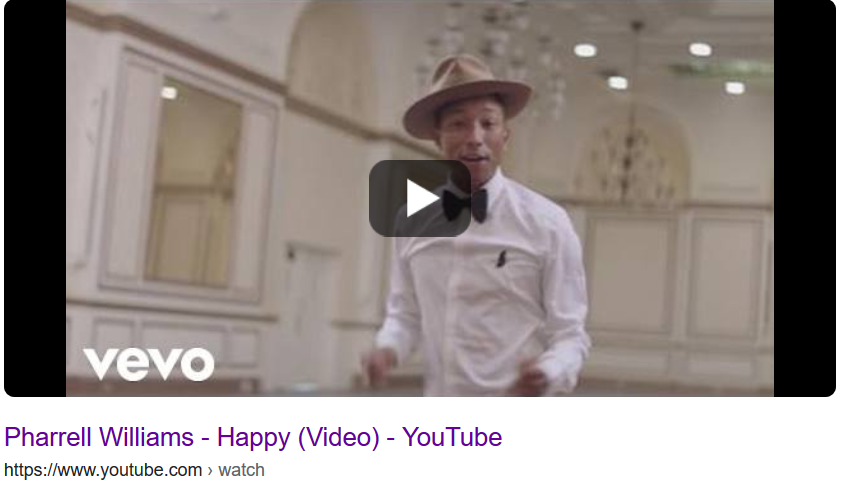 vevo
Pharrell Williams - Happy (Video) - YouTube
https://www.youtube.com › watch